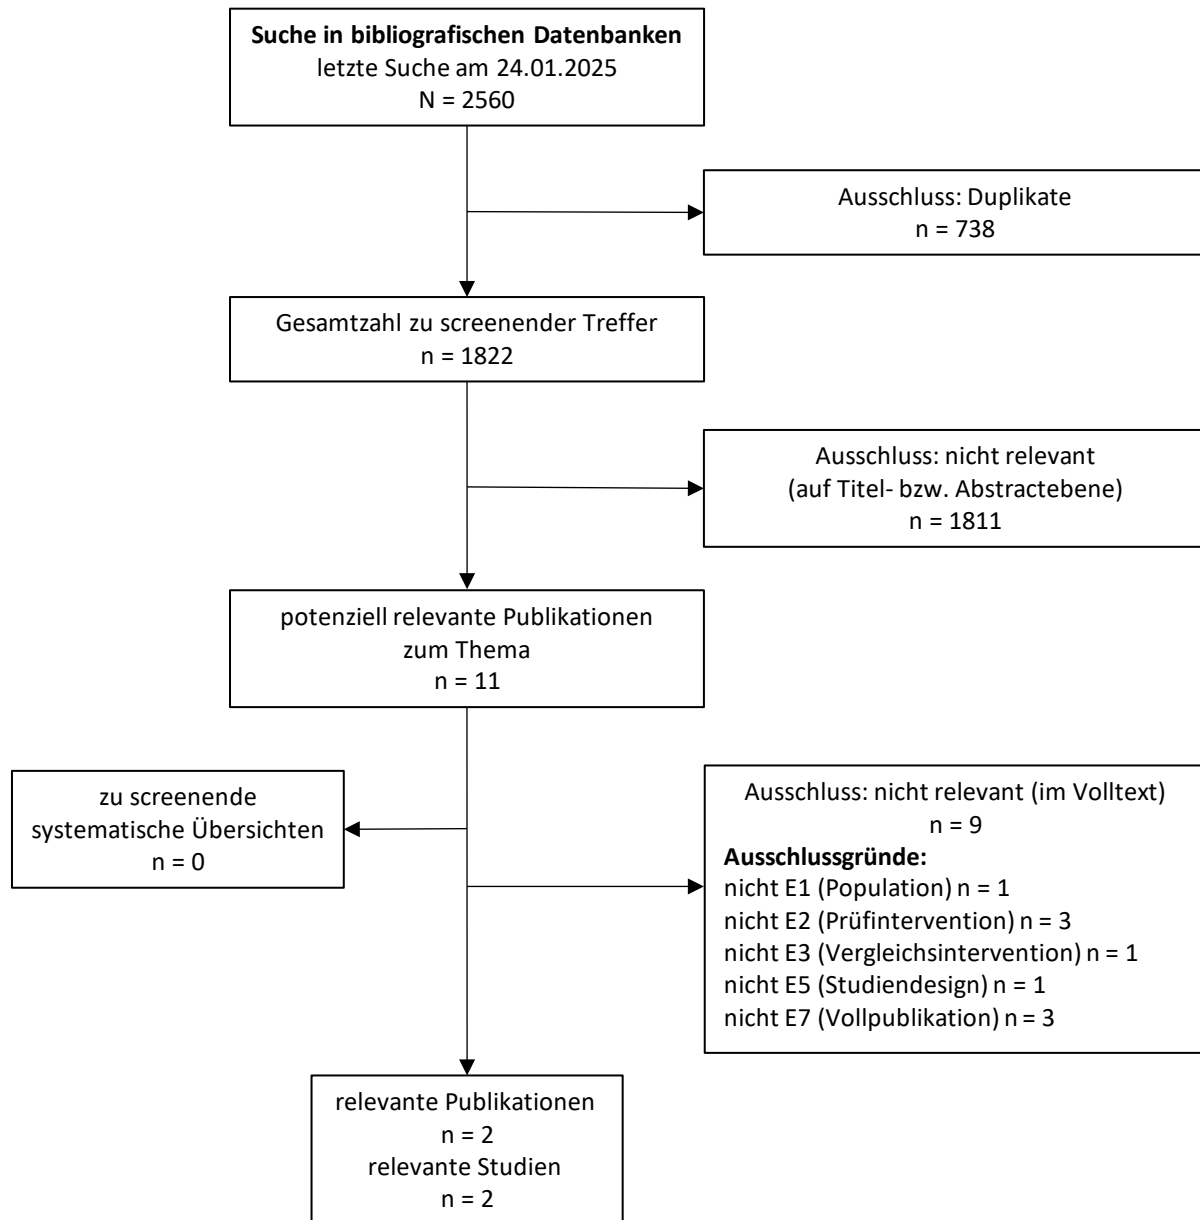 Suche in bibliografischen Datenbanken
letzte Suche am 24.01.2025
N = 2560
Ausschluss: Duplikate
n = 738
Gesamtzahl zu screenender Treffer
n = 1822
Ausschluss: nicht relevant
(auf Titel- bzw. Abstractebene)
n = 1811
potenziell relevante Publikationen
zum Thema
n = 11
zu screenende
systematische Übersichten
n = 0
Ausschluss: nicht relevant (im Volltext)
n = 9
Ausschlussgründe:
nicht E1 (Population) n = 1
nicht E2 (Prüfintervention) n = 3
nicht E3 (Vergleichsintervention) n = 1
nicht E5 (Studiendesign) n = 1
nicht E7 (Vollpublikation) n = 3
relevante Publikationen
n = 2
relevante Studien
n = 2